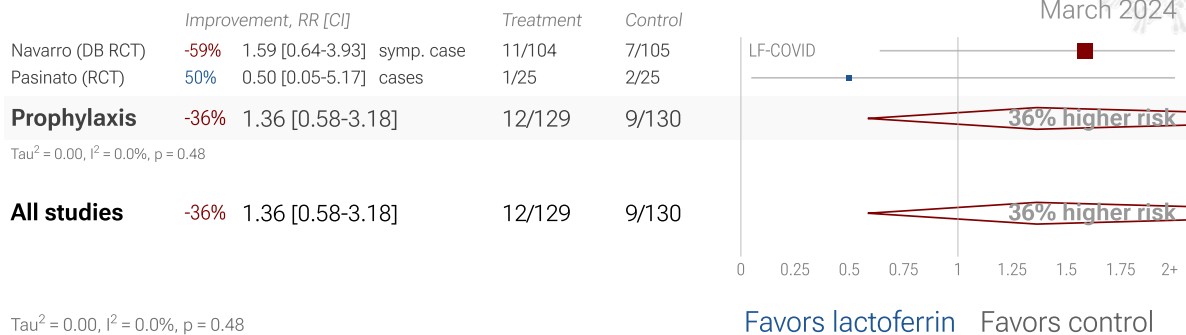 March 2024
Improvement, RR [CI] Treatment Control
Navarro (DB RCT) -59% 1.59 [0.64-3.93] symp. case 11/104 7/105 LF-COVID
Pasinato (RCT) 50% 0.50 [0.05-5.17] cases 1/25 2/25
Prophylaxis -36% 1.36 [0.58-3.18] 12/129 9/130 36% higher risk
Tau² = 0.00, I² = 0.0%, p = 0.48
All studies -36% 1.36 [0.58-3.18] 12/129 9/130 36% higher risk
0 0.25 0.5 0.75 1 1.25 1.5 1.75 2+
Tau² = 0.00, I² = 0.0%, p = 0.48 Favors lactoferrin Favors control